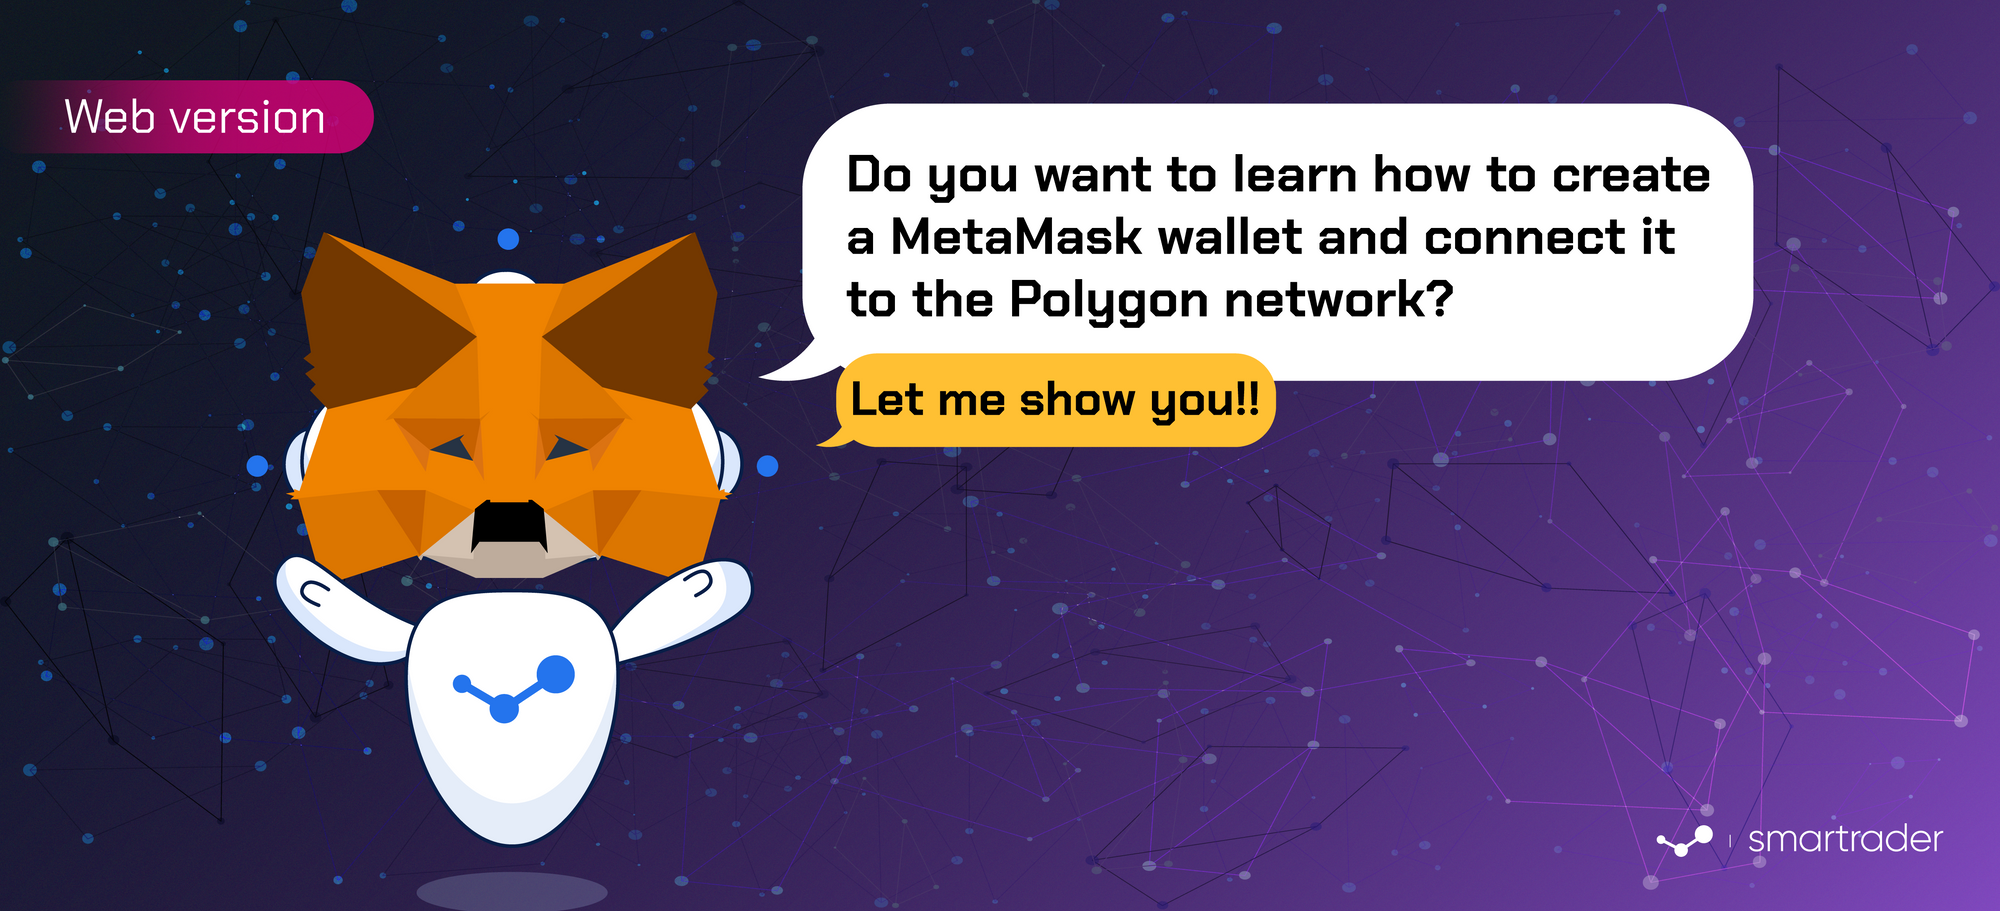 Web version
Do you want to learn how to create
a MetaMask wallet and connect it
to the Polygon network?
Let me show you!!
smartrader